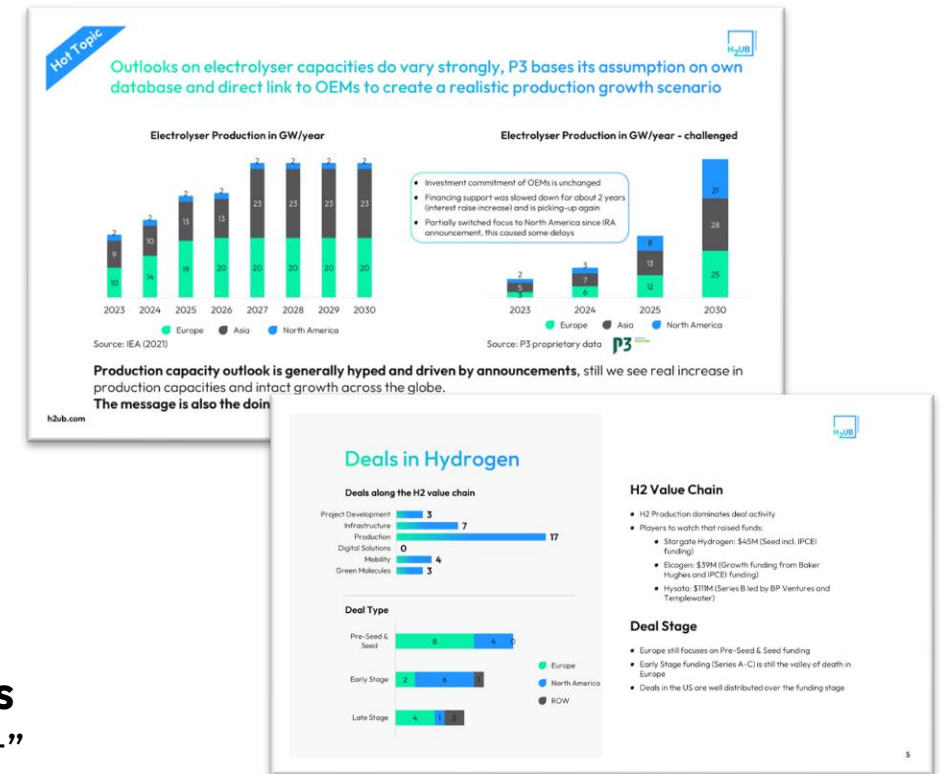 Hot Topic
H2UB
Outlooks on electrolyser capacities do vary strongly, P3 bases its assumption on own
database and direct link to OEMs to create a realistic production growth scenario
Electrolyser Production in GW/year
2 2 2 2 2 2 2 2
9 10 13 13 23 23 23 23
10 14 19 20 20 20 20 20
2023 2024 2025 2026 2027 2028 2029 2030
Europe Asia North America
Source: IEA (2021)
• Investment commitment of OEMs is unchanged
• Financing support was slowed down for about 2 years
(interest raise increase) and is picking-up again
• Partially switched focus to North America since IRA
announcement, this caused some delays
Electrolyser Production in GW/year - challenged
2 3 8 21
5 7 13 28
3 6 12 25
2023 2024 2025 2030
Europe Asia North America
Source: P3 proprietary data P3
Production capacity outlook is generally hyped and driven by announcements, still we see real increase in
production capacities and intact growth across the globe.
The message is also the doin
h2ub.com
H2UB
Deals in Hydrogen
Deals along the H2 value chain
Project Development 3
Infrastructure 7
Production 17
Digital Solutions 0
Mobility 4
Green Molecules 3
Deal Type
Pre-Seed &
Seed 8 4 0
Early Stage 2 6 1
Late Stage 4 1 2
Europe
North America
ROW
H2 Value Chain
• H2 Production dominates deal activity
• Players to watch that raised funds:
• Stargate Hydrogen: $45M (Seed incl. IPCEI
funding)
• Elcogen: $39M (Growth funding from Baker
Hughes and IPCEI funding)
• Hysata: $111M (Series B led by BP Ventures and
Templewater)
Deal Stage
• Europe still focuses on Pre-Seed & Seed funding
• Early Stage funding (Series A-C) is still the valley of death in
Europe
• Deals in the US are well distributed over the funding stage
5
s
”